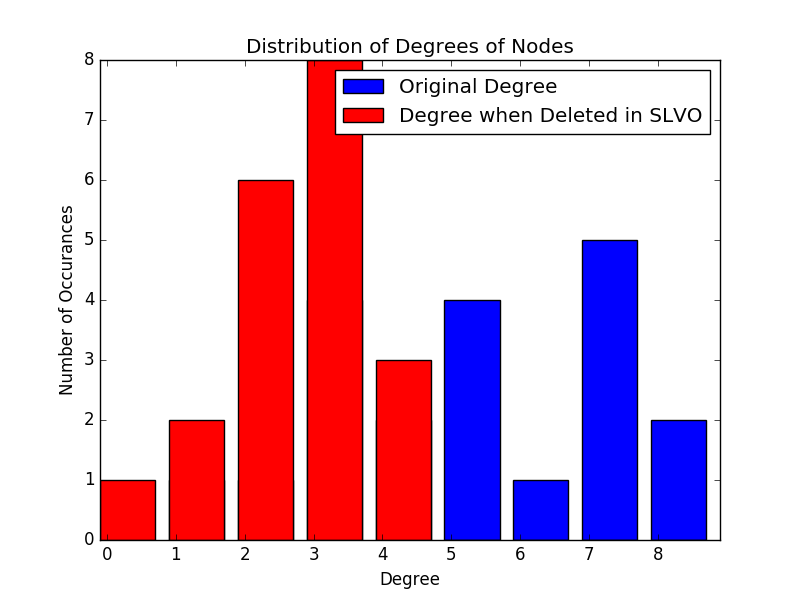 Distribution of Degrees of Nodes
Original Degree
Degree when Deleted in SLVO
Number of Occurances
8
7
6
5
4
3
2
1
0
0 1 2 3 4 5 6 7 8
Degree